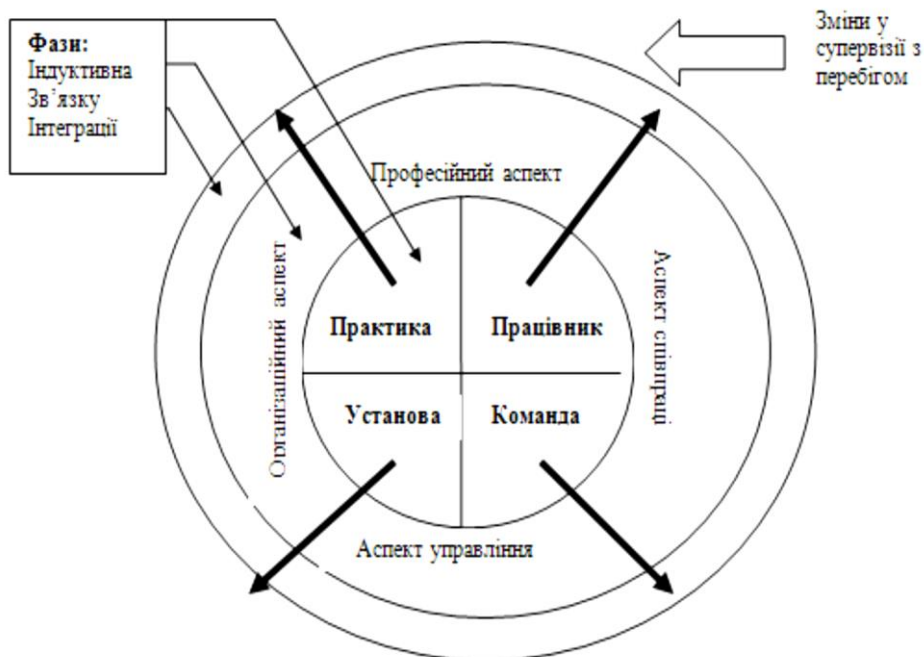 Фази:
Індуктивна
Зв’язку
Інтеграції
Зміни у
супервізії з
перебігом
Професійний аспект
Організаційний аспект
Аспект співпраці
Практика
Працівник
Установа
Команда
Аспект управління